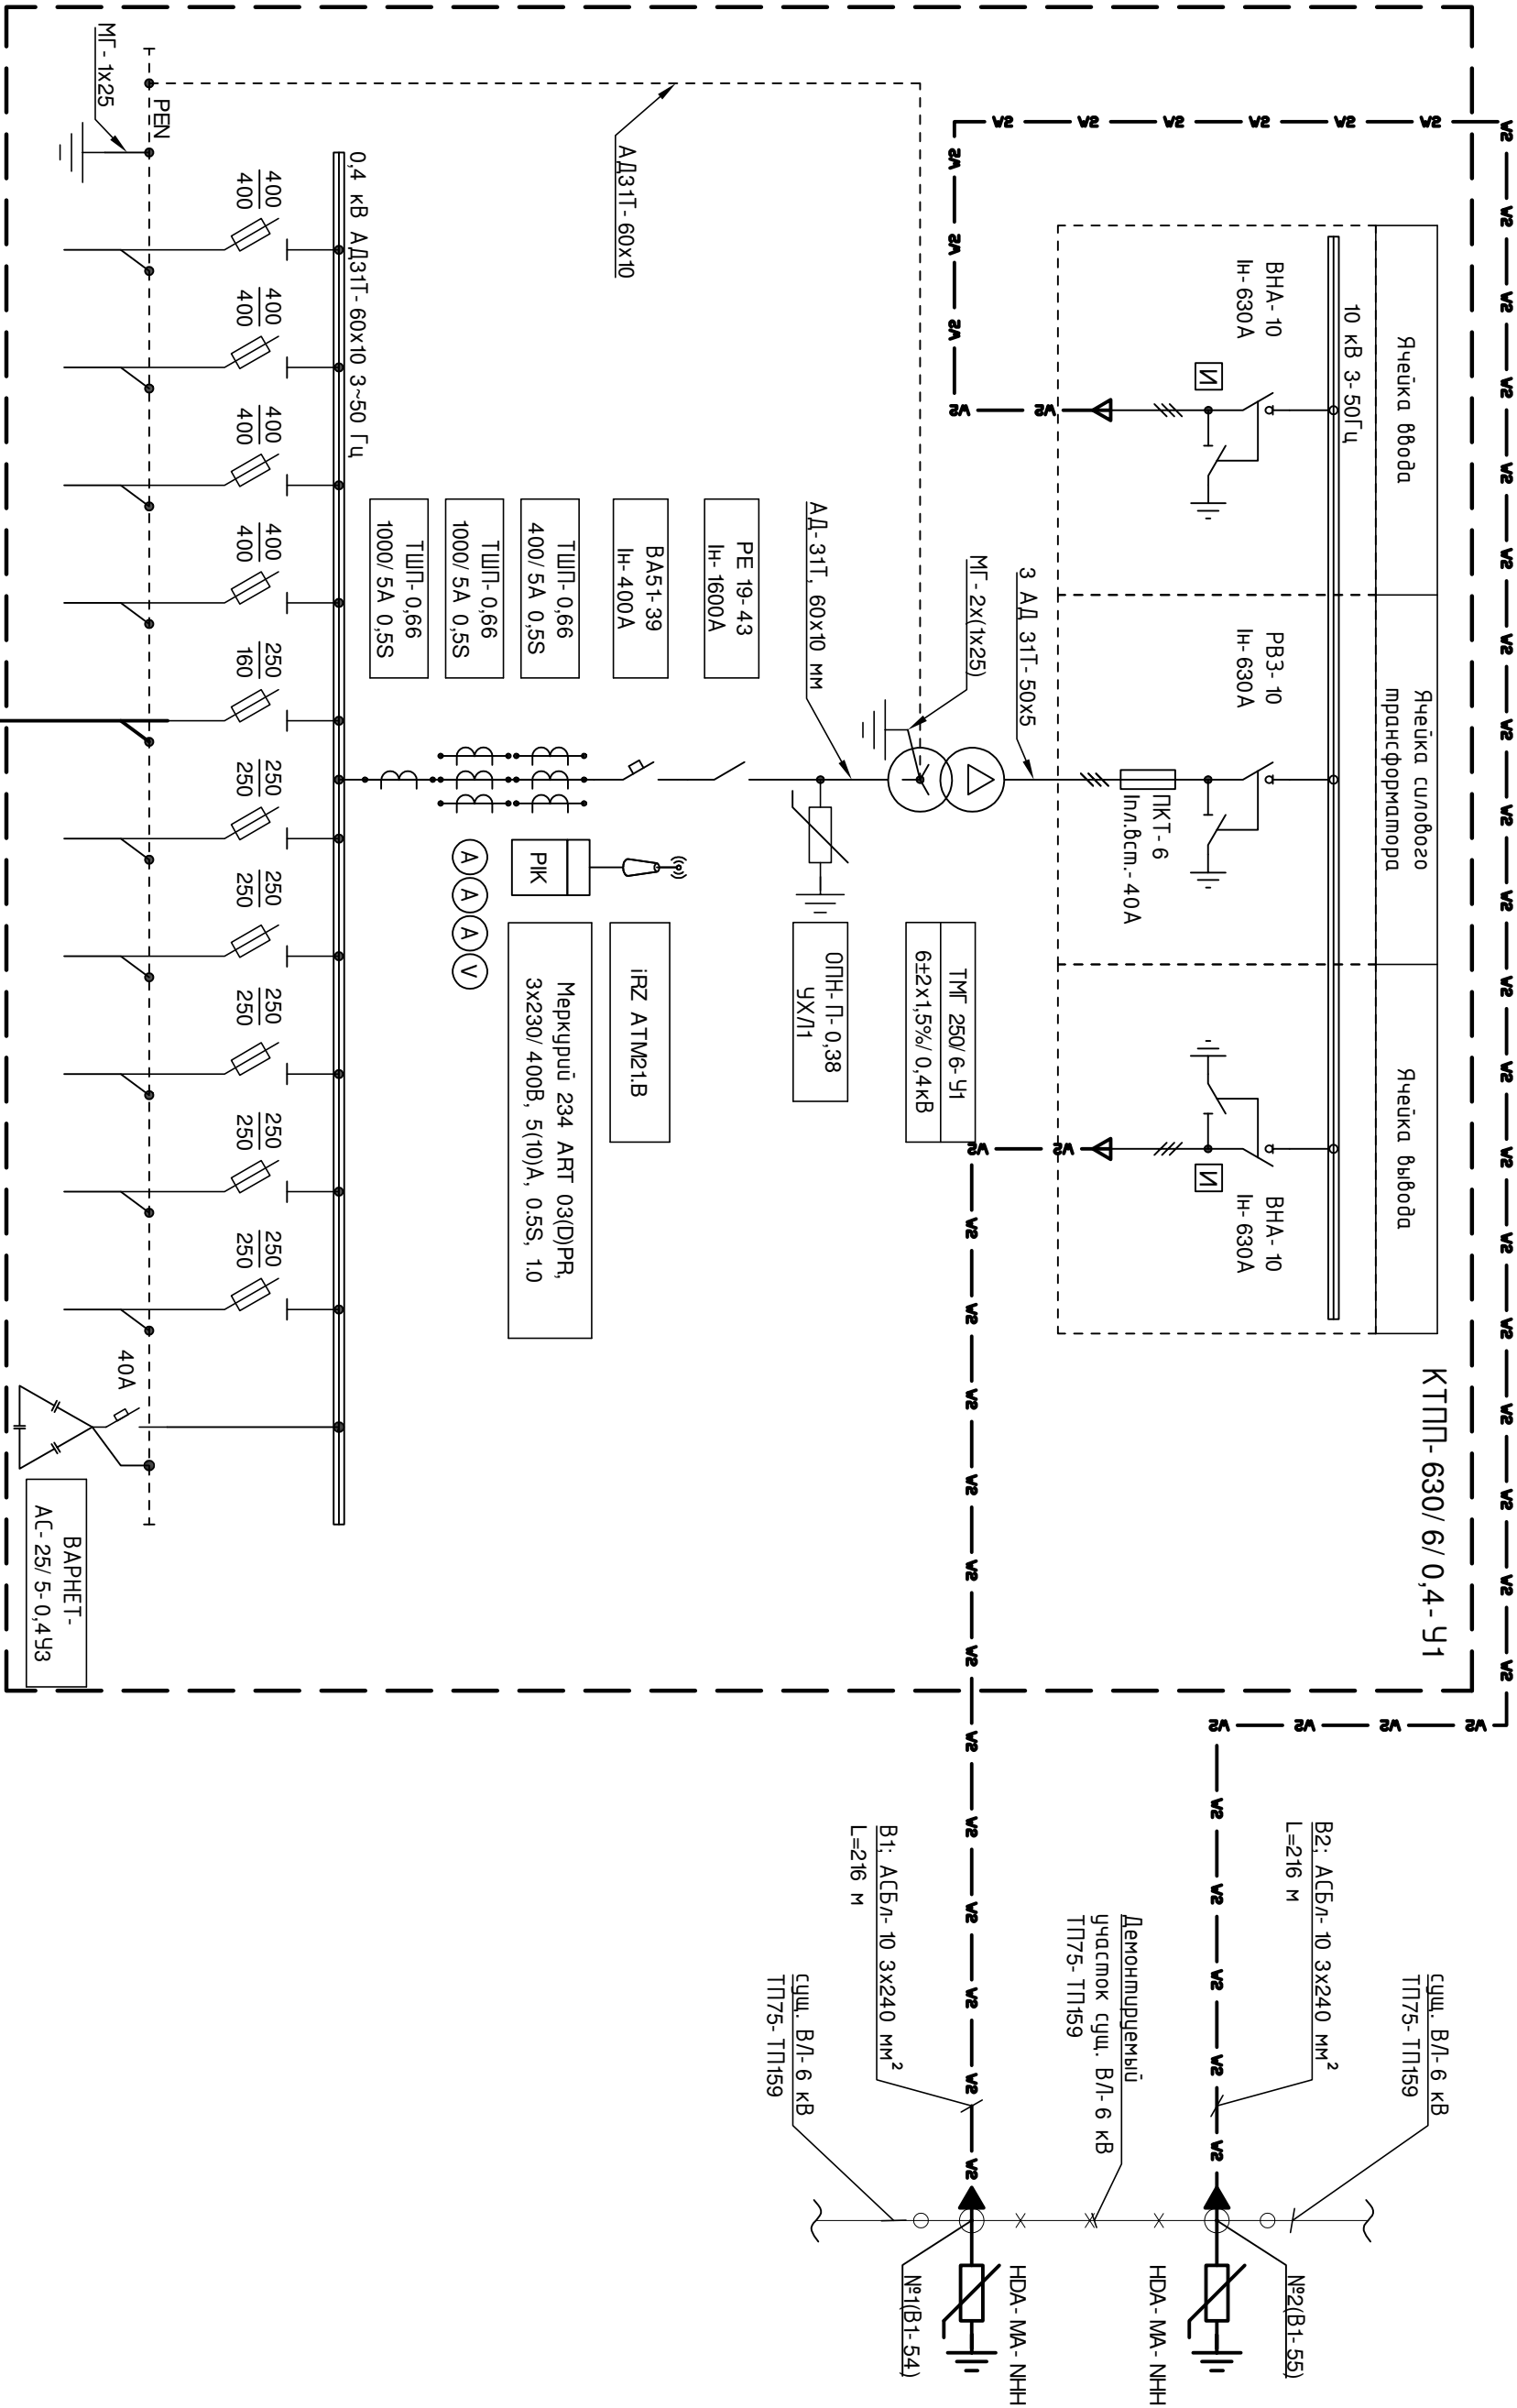 КТПП-630/6/0,4-У1
Ячейка ввода
Ячейка силового
трансформатора
Ячейка вывода
10 кВ 3-50Гц
ВНА-10
Iн-630А
И
РВЗ-10
Iн-630А
ВНА-10
Iн-630А
И
ПКТ-6
Iпл.вст.-40А
3 АД 31Т-50х5
МГ-2х(1х25)
ТМГ 250/6-У1
6±2х1,5%/0,4кВ
АД-31Т, 60х10 мм
ОПН-П-0,38
УХЛ1
РЕ 19-43
Iн-1600А
ВА51-39
Iн-400А
iRZ ATM21.B
ТШП-0,66
400/5А 0,5S
PIK
Меркурий 234 ART 03(D)PR,
3х230/400В, 5(10)А, 0.5S, 1.0
ТШП-0,66
1000/5А 0,5S
A A A V
ТШП-0,66
1000/5А 0,5S
АД31Т-60х10
0,4 кВ АД31Т-60х10 3~50 Гц
400
400
400
400
400
400
400
400
250
160
250
250
250
250
250
250
250
250
250
250
PEN
МГ-1х25
40А
ВАРНЕТ-
АС-25/5-0,4У3
сущ. ВЛ-6 кВ
ТП75-ТП159
В2; АСБл-10 3х240 мм²
L=216 м
№2(В1-55)
HDA-MA-NHH
Демонтируемый
участок сущ. ВЛ-6 кВ
ТП75-ТП159
HDA-MA-NHH
В1; АСБл-10 3х240 мм²
L=216 м
№1(В1-54)
сущ. ВЛ-6 кВ
ТП75-ТП159